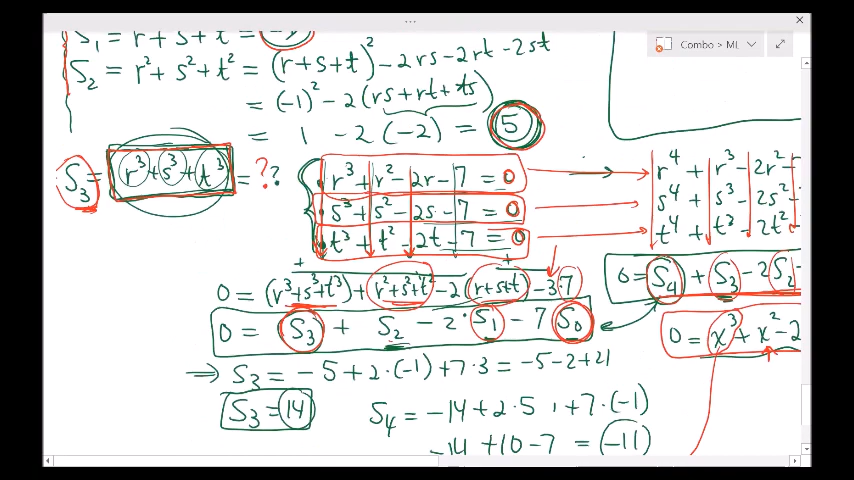 Combo > ML
S₁ = r + s + t =
S₂ = r² + s² + t² = (r+s+t)² - 2rs - 2rt - 2st
= (-1)² - 2(rs + rt + ts)
= 1 - 2(-2) = 5
S₃ = r³ + s³ + t³ = ??
r³ + r² - 2r - 7 = 0
s³ + s² - 2s - 7 = 0
t³ + t² - 2t - 7 = 0
r⁴ + r³ - 2r²
s⁴ + s³ - 2s²
t⁴ + t³ - 2t²
+ +
0 = (r³+s³+t³) + (r²+s²+t²) - 2(r+s+t) - 3·7
0 = S₃ + S₂ - 2·S₁ - 7 S₀
0 = S₄ + S₃ - 2S₂ -
0 = x³ + x² - 2
⇒ S₃ = -5 + 2·(-1) + 7·3 = -5 - 2 + 21
S₃ = 14
S₄ = -14 + 2·5 + 7·(-1)
-14 + 10 - 7 = -11